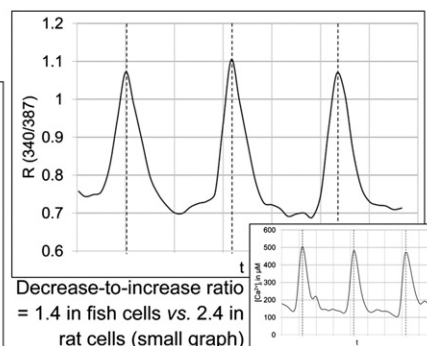 1.2
1.1
1
0.9
0.8
0.7
0.6
R (340/387)
t
Decrease-to-increase ratio
= 1.4 in fish cells vs. 2.4 in
rat cells (small graph)
600
500
400
300
200
100
0
[Ca²⁺]ᵢ in µM
t